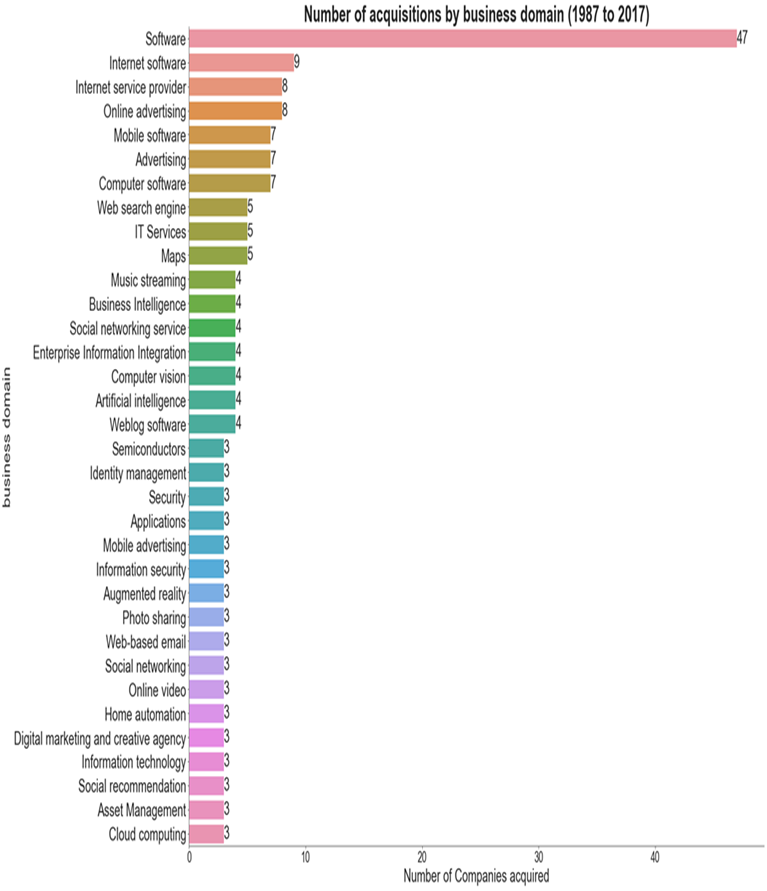 Number of acquisitions by business domain (1987 to 2017)
Software 47
Internet software 9
Internet service provider 8
Online advertising 8
Mobile software 7
Advertising 7
Computer software 7
Web search engine 5
IT Services 5
Maps 5
Music streaming 4
Business Intelligence 4
Social networking service 4
Enterprise Information Integration 4
Computer vision 4
Artificial intelligence 4
Weblog software 4
Semiconductors 3
Identity management 3
Security 3
Applications 3
Mobile advertising 3
Information security 3
Augmented reality 3
Photo sharing 3
Web-based email 3
Social networking 3
Online video 3
Home automation 3
Digital marketing and creative agency 3
Information technology 3
Social recommendation 3
Asset Management 3
Cloud computing 3
business domain
0 10 20 30 40
Number of Companies acquired